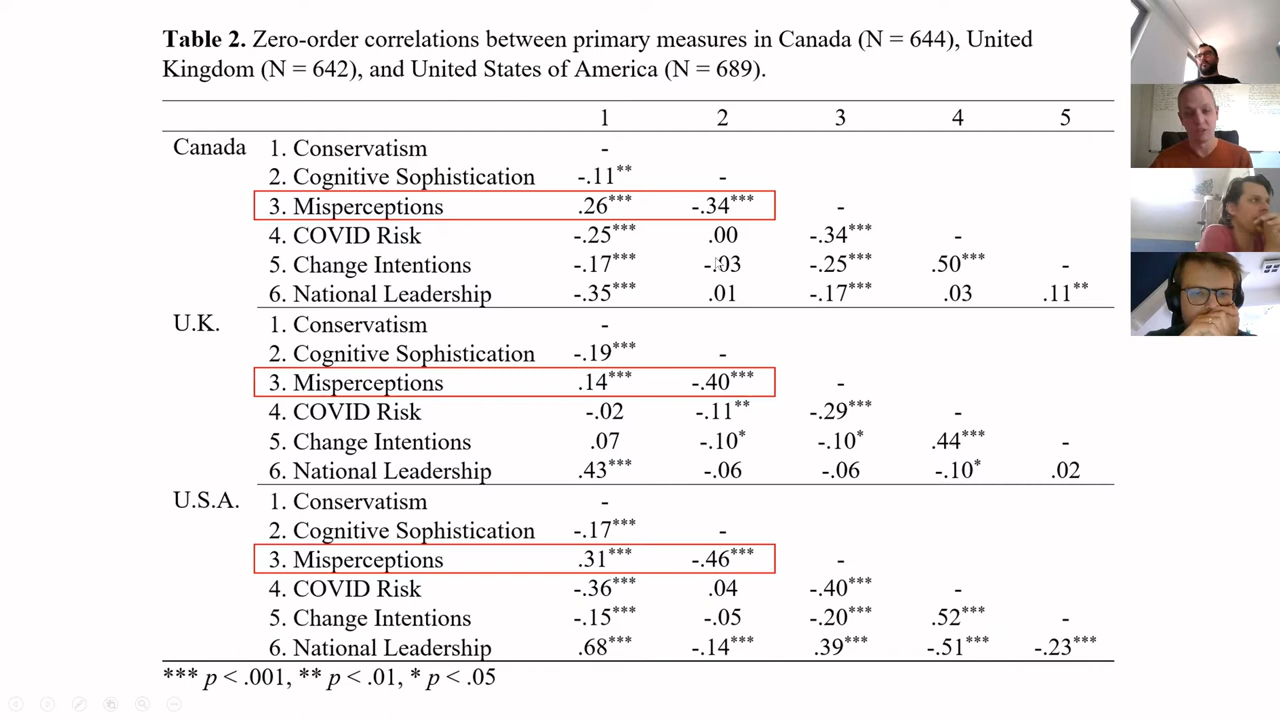 Table 2. Zero-order correlations between primary measures in Canada (N = 644), United
Kingdom (N = 642), and United States of America (N = 689).
1 2 3 4 5
Canada 1. Conservatism -
2. Cognitive Sophistication -.11** -
3. Misperceptions .26*** -.34*** -
4. COVID Risk -.25*** .00 -.34*** -
5. Change Intentions -.17*** -.03 -.25*** .50*** -
6. National Leadership -.35*** .01 -.17*** .03 .11**
U.K. 1. Conservatism -
2. Cognitive Sophistication -.19*** -
3. Misperceptions .14*** -.40*** -
4. COVID Risk -.02 -.11** -.29*** -
5. Change Intentions .07 -.10* -.10* .44*** -
6. National Leadership .43*** -.06 -.06 -.10* .02
U.S.A. 1. Conservatism -
2. Cognitive Sophistication -.17*** -
3. Misperceptions .31*** -.46*** -
4. COVID Risk -.36*** .04 -.40*** -
5. Change Intentions -.15*** -.05 -.20*** .52*** -
6. National Leadership .68*** -.14*** .39*** -.51*** -.23***
*** p < .001, ** p < .01, * p < .05